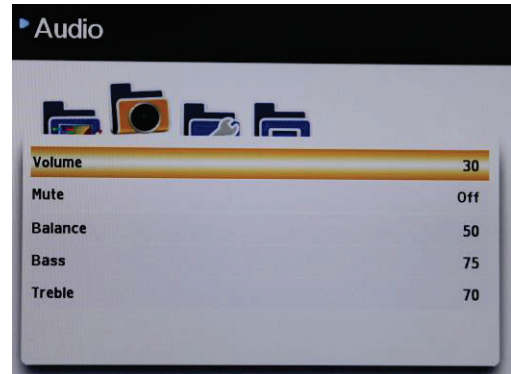 Audio
Volume 30
Mute Off
Balance 50
Bass 75
Treble 70